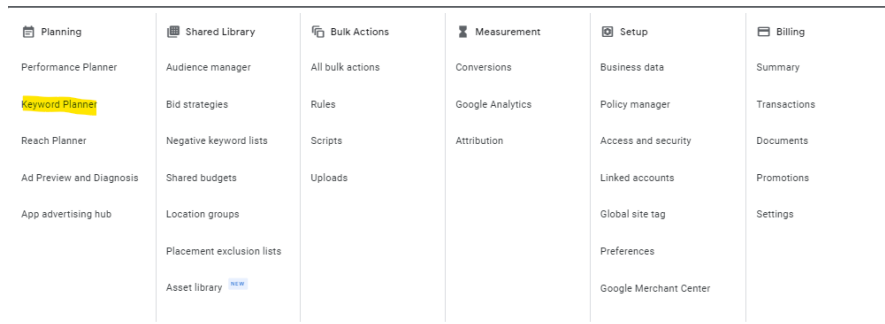 Planning
Performance Planner
Keyword Planner
Reach Planner
Ad Preview and Diagnosis
App advertising hub
Shared Library
Audience manager
Bid strategies
Negative keyword lists
Shared budgets
Location groups
Placement exclusion lists
Asset library NEW
Bulk Actions
All bulk actions
Rules
Scripts
Uploads
Measurement
Conversions
Google Analytics
Attribution
Setup
Business data
Policy manager
Access and security
Linked accounts
Global site tag
Preferences
Google Merchant Center
Billing
Summary
Transactions
Documents
Promotions
Settings